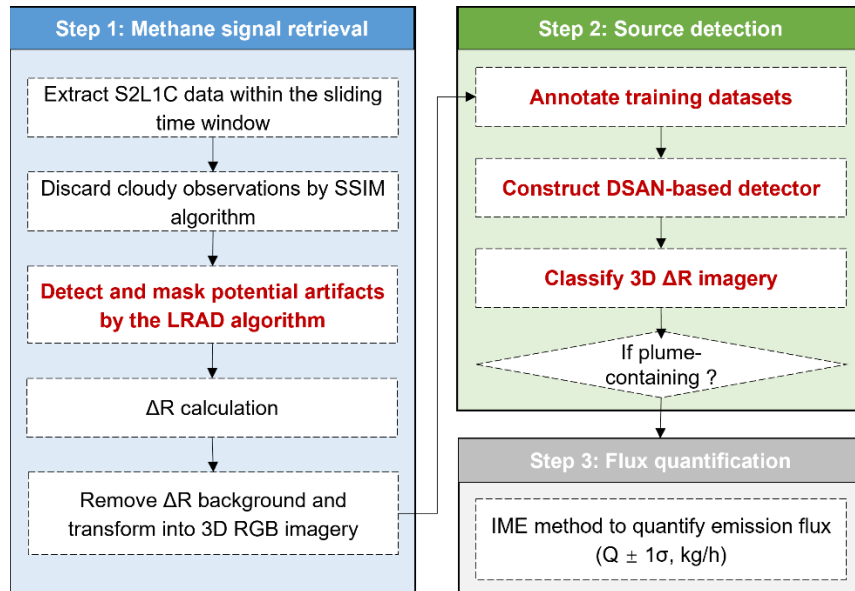 Step 1: Methane signal retrieval
Extract S2L1C data within the sliding
time window
Discard cloudy observations by SSIM
algorithm
Detect and mask potential artifacts
by the LRAD algorithm
ΔR calculation
Remove ΔR background and
transform into 3D RGB imagery
Step 2: Source detection
Annotate training datasets
Construct DSAN-based detector
Classify 3D ΔR imagery
If plume-
containing ?
Step 3: Flux quantification
IME method to quantify emission flux
(Q ± 1σ, kg/h)